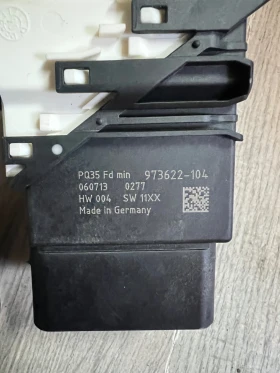 PQ35 Fd min 973622-104
060713 0277
HW 004 SW 11XX
Made in Germany